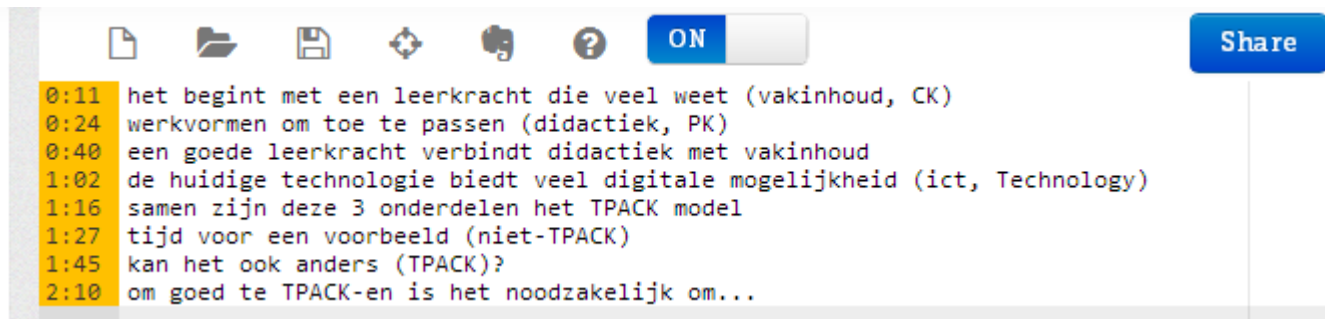 ON
Share
0:11 het begint met een leerkracht die veel weet (vakinhoud, CK)
0:24 werkvormen om toe te passen (didactiek, PK)
0:40 een goede leerkracht verbindt didactiek met vakinhoud
1:02 de huidige technologie biedt veel digitale mogelijkheid (ict, Technology)
1:16 samen zijn deze 3 onderdelen het TPACK model
1:27 tijd voor een voorbeeld (niet-TPACK)
1:45 kan het ook anders (TPACK)?
2:10 om goed te TPACK-en is het noodzakelijk om...